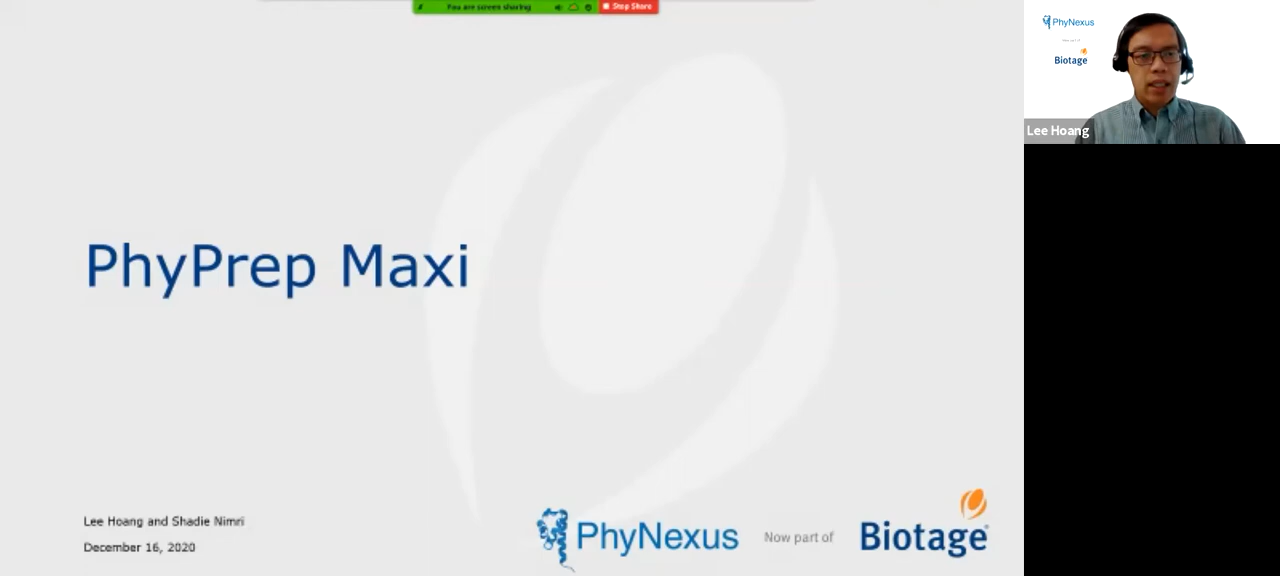 You are screen sharing
Stop Share
PhyNexus
Biotage
Lee Hoang
PhyPrep Maxi
Lee Hoang and Shadie Nimri
December 16, 2020
PhyNexus Now part of Biotage